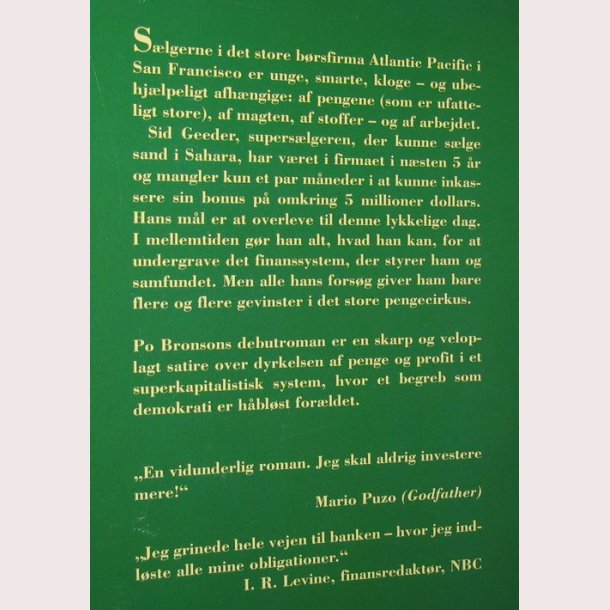 Sælgerne i det store børsfirma Atlantic Pacific i
San Francisco er unge, smarte, kloge – og ube-
hjælpeligt afhængige: af pengene (som er ufatte-
ligt store), af magten, af stoffer – og af arbejdet.
Sid Geeder, supersælgeren, der kunne sælge
sand i Sahara, har været i firmaet i næsten 5 år
og mangler kun et par måneder i at kunne inkas-
sere sin bonus på omkring 5 millioner dollars.
Hans mål er at overleve til denne lykkelige dag.
I mellemtiden gør han alt, hvad han kan, for at
undergrave det finanssystem, der styrer ham og
samfundet. Men alle hans forsøg giver ham bare
flere og flere gevinster i det store pengecirkus.
Po Bronsons debutroman er en skarp og velop-
lagt satire over dyrkelsen af penge og profit i et
superkapitalistisk system, hvor et begreb som
demokrati er håbløst forældet.
„En vidunderlig roman. Jeg skal aldrig investere
mere!“
Mario Puzo (Godfather)
„Jeg grinede hele vejen til banken – hvor jeg ind-
løste alle mine obligationer.“
I. R. Levine, finansredaktør, NBC